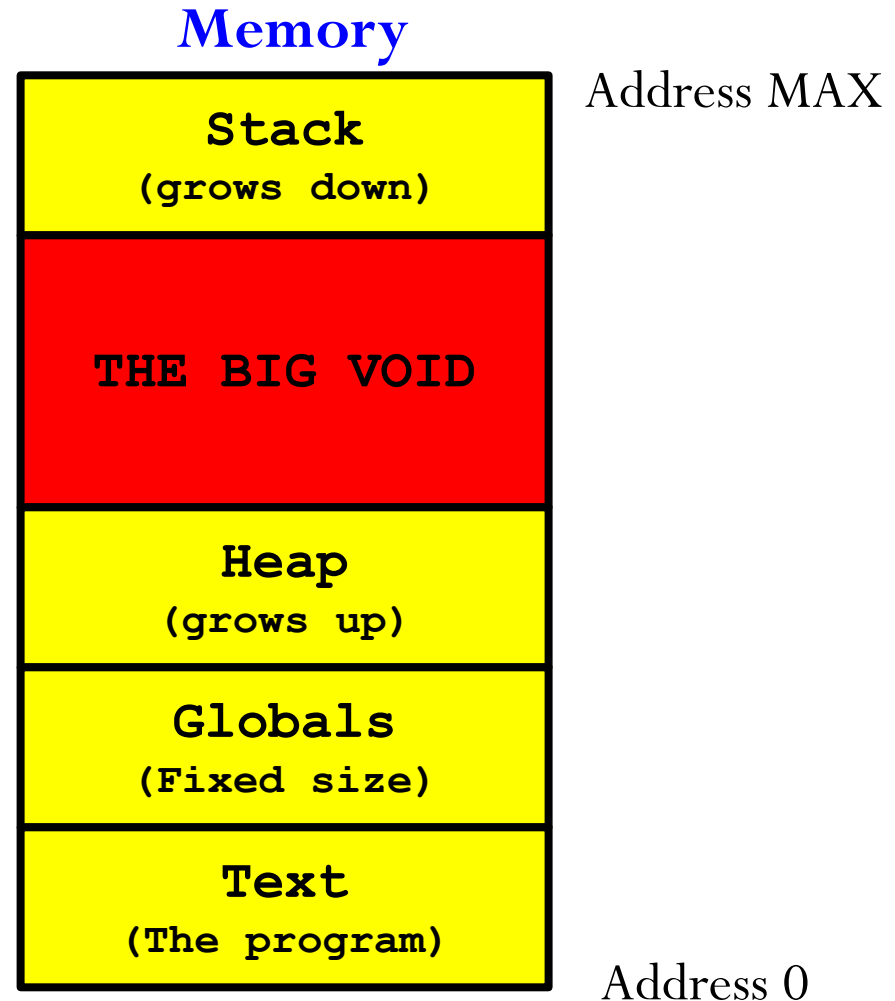 Memory
Address MAX
Stack
(grows down)
THE BIG VOID
Heap
(grows up)
Globals
(Fixed size)
Text
(The program)
Address 0